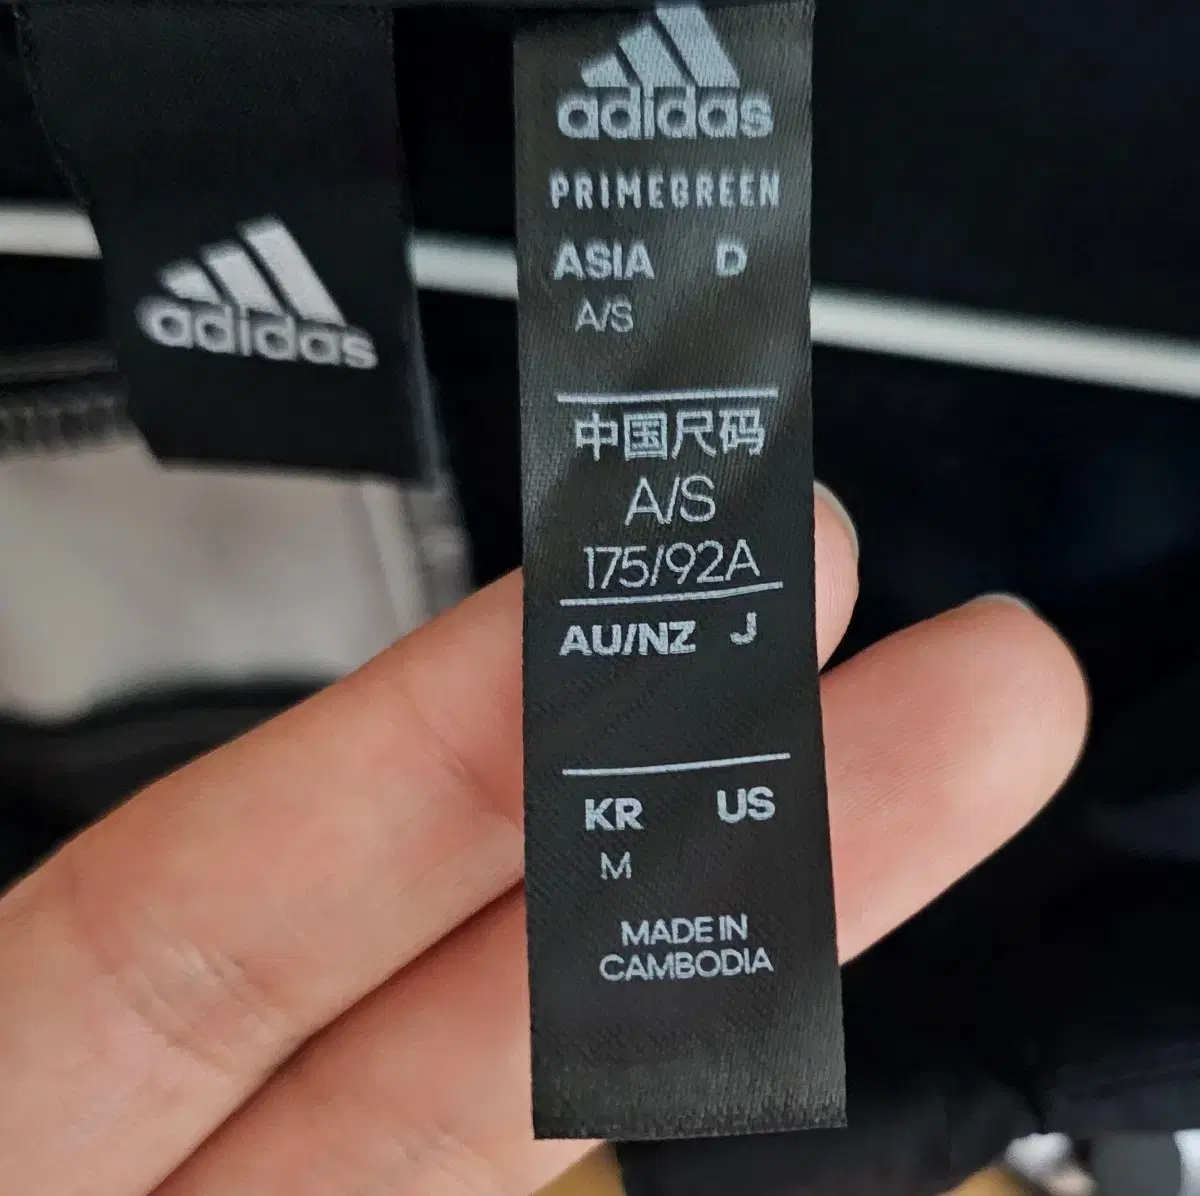 adidas
adidas
PRIMEGREEN
ASIA D
A/S
中国尺码
A/S
175/92A
AU/NZ J
KR US
M
MADE IN
CAMBODIA